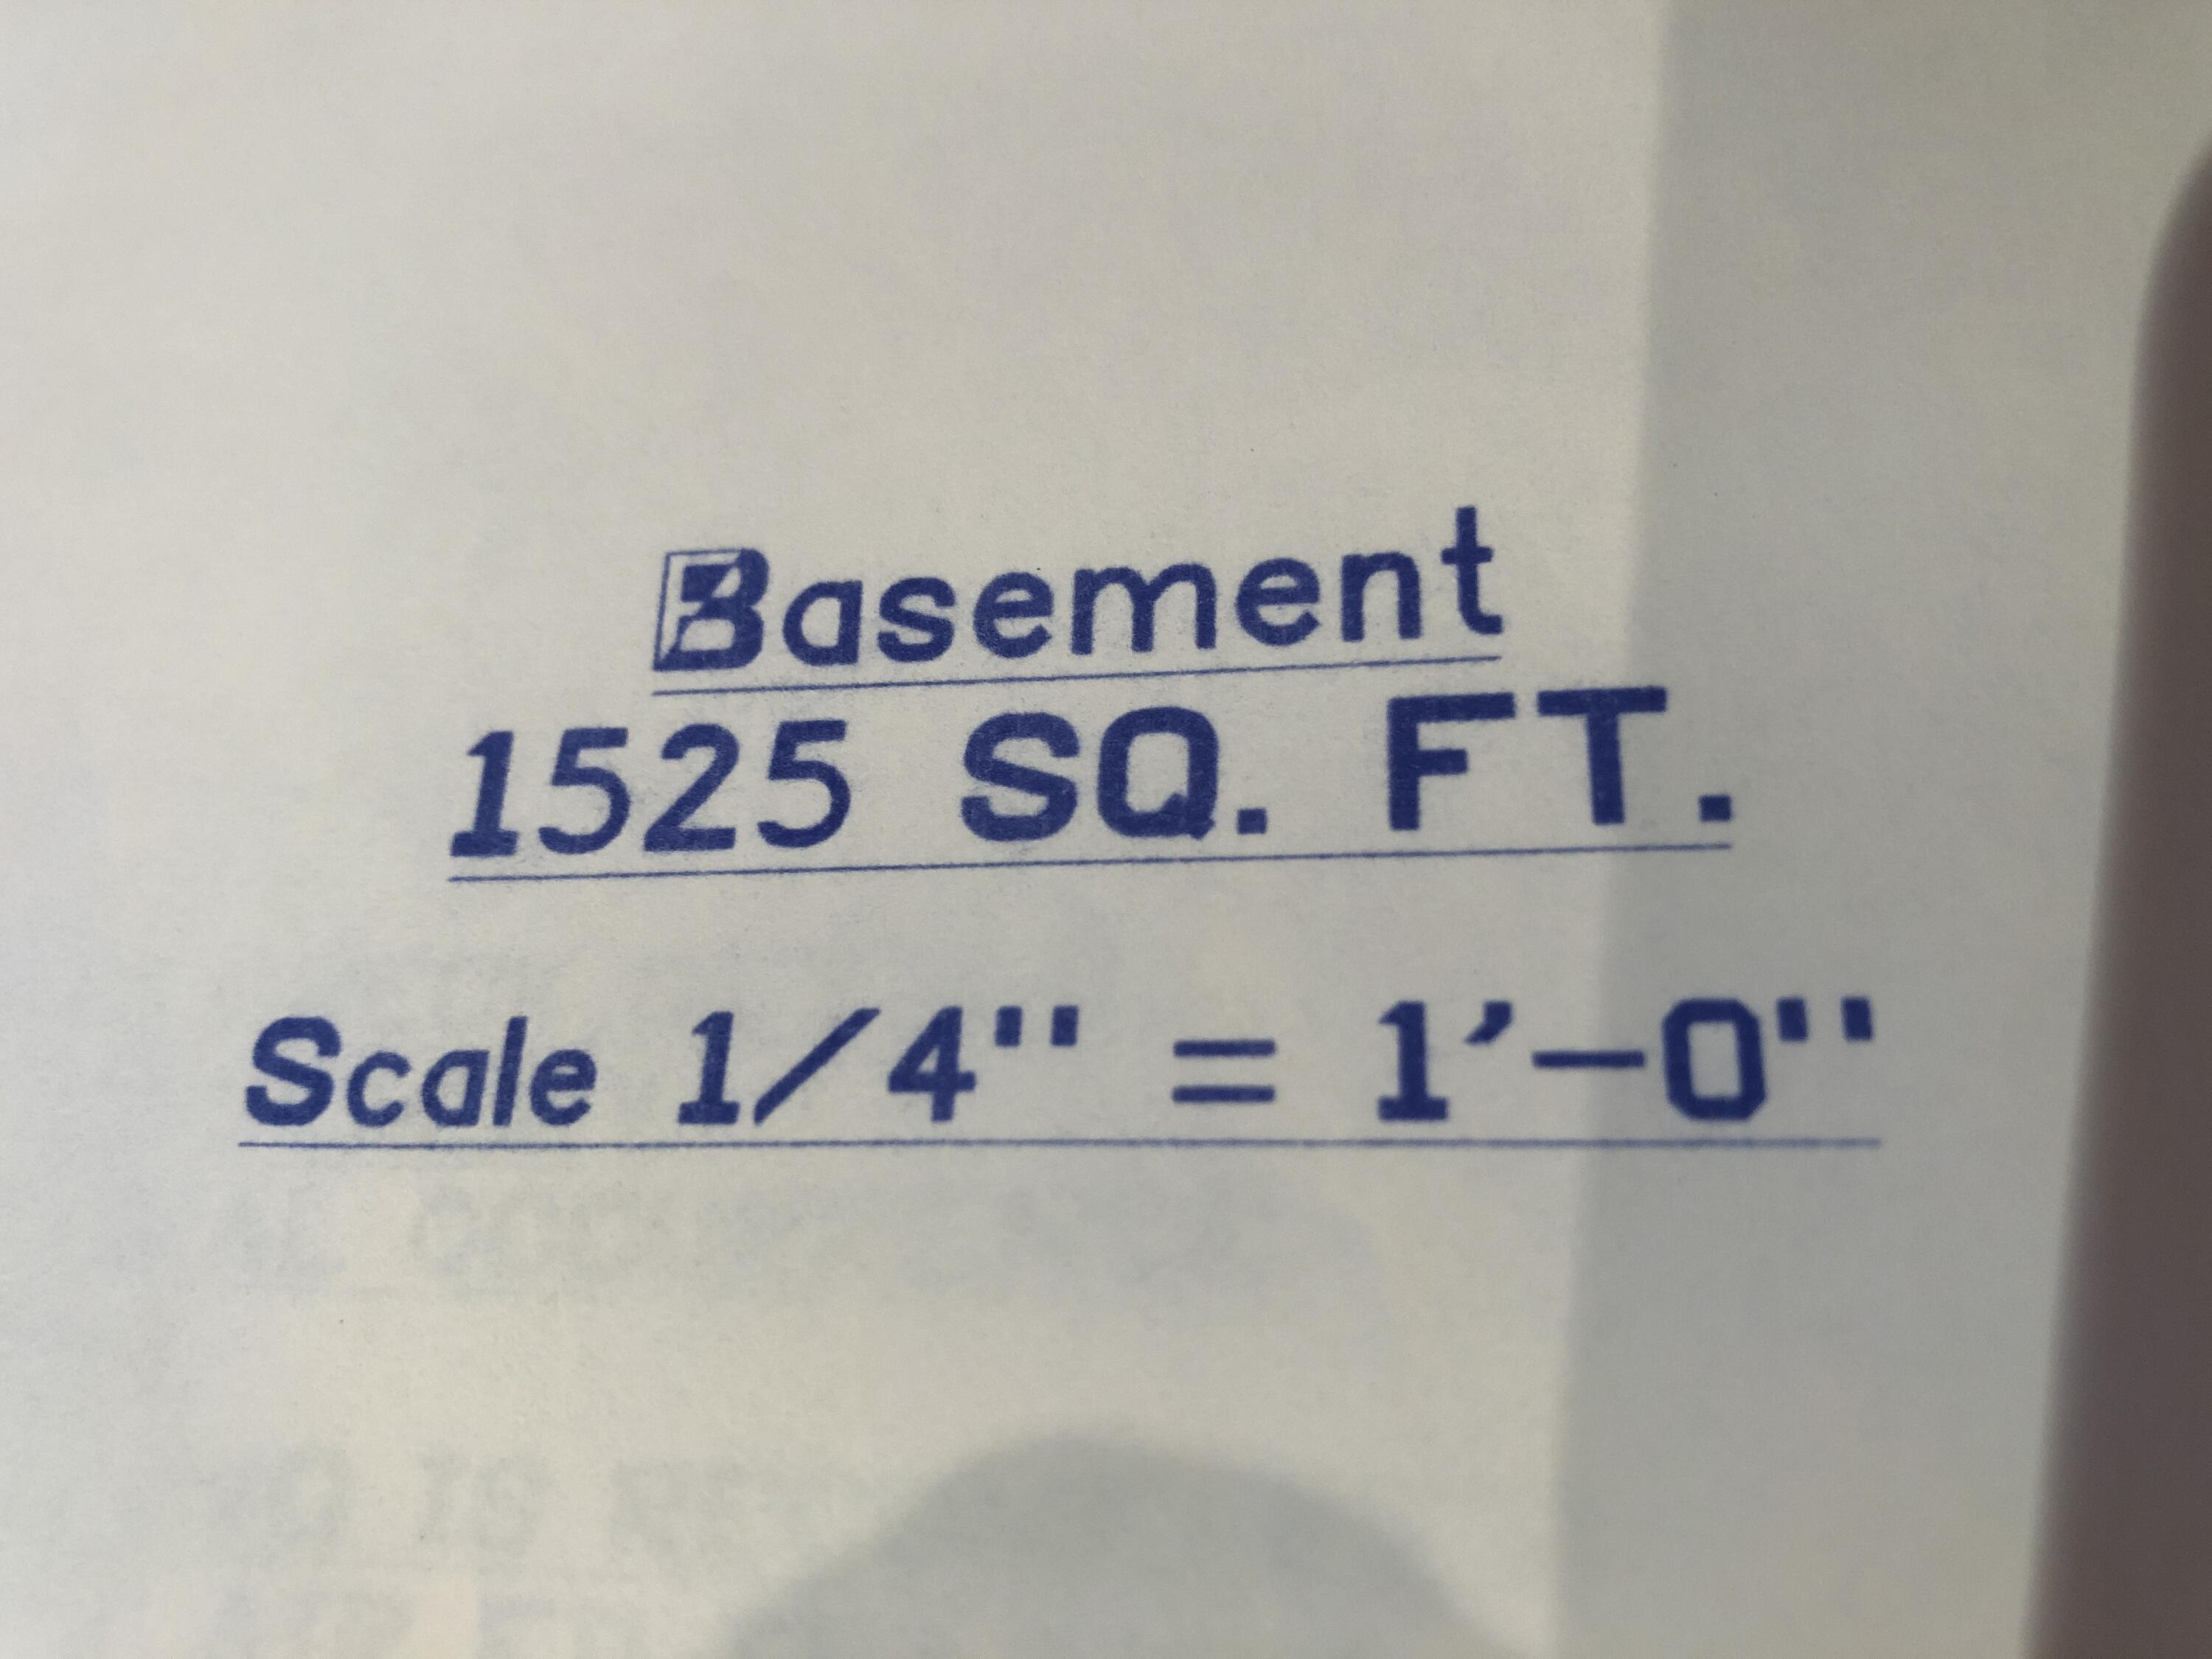 Basement
1525 SQ. FT.
Scale 1/4" = 1'-0"